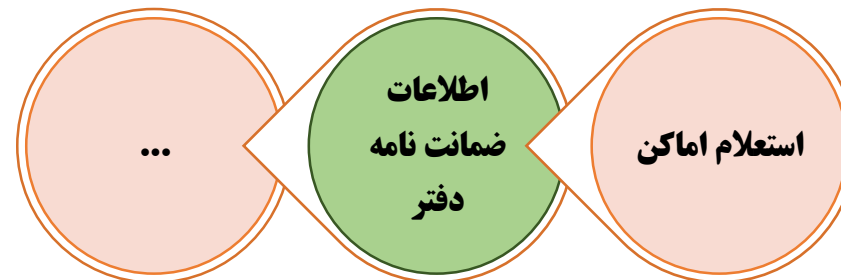 استعلام اماکن
اطلاعات
ضمانت نامه
دفتر
...